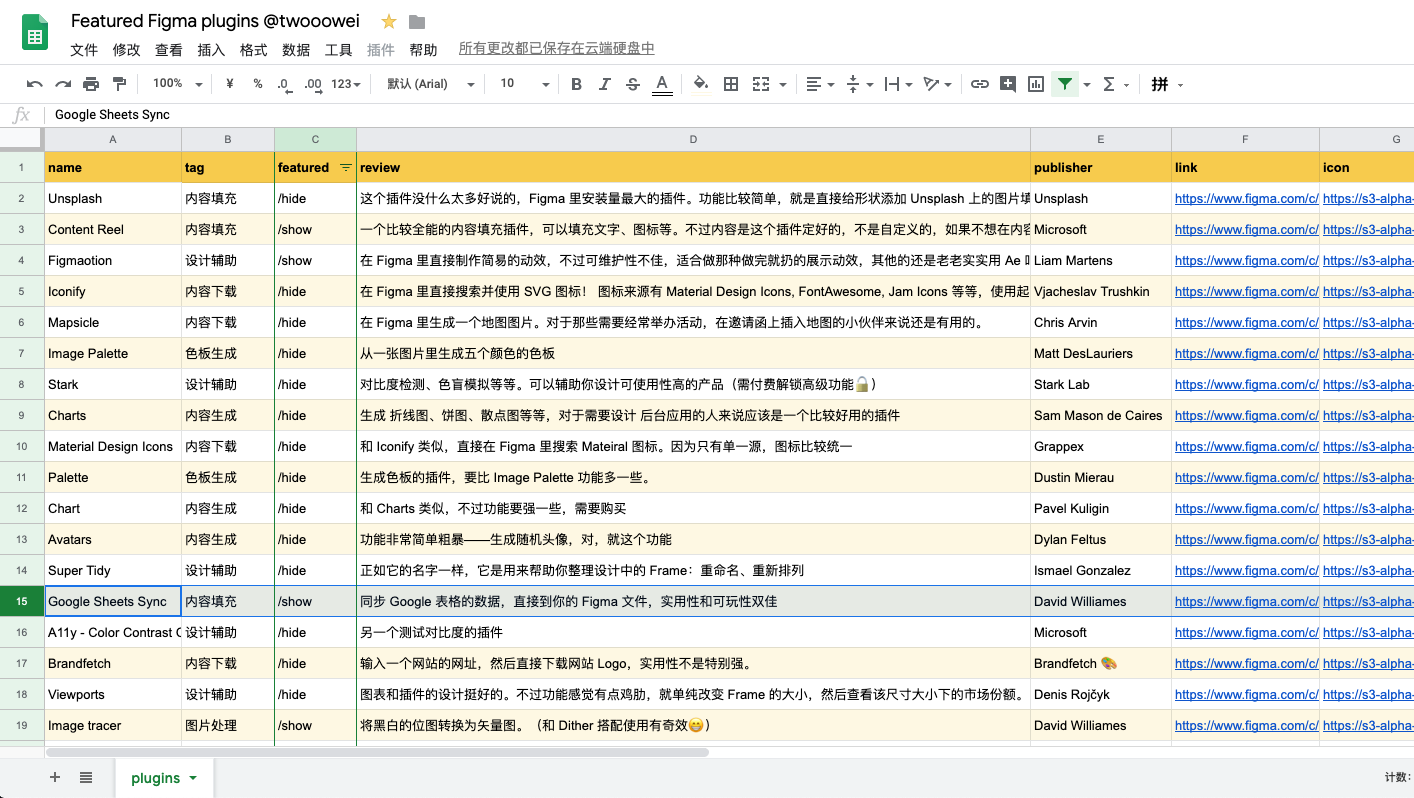 Featured Figma plugins @twooowei
文件 修改 查看 插入 格式 数据 工具 插件 帮助 所有更改都已保存在云端硬盘中
100% ¥ % .0 .00 123 默认 (Arial) 10 B I S A 拼
fx Google Sheets Sync
A B C D E F G
1 name tag featured review publisher link icon
2 Unsplash 内容填充 /hide 这个插件没什么太多好说的，Figma 里安装量最大的插件。功能比较简单，就是直接给形状添加 Unsplash 上的图片填 Unsplash https://www.figma.com/c/ https://s3-alpha-
3 Content Reel 内容填充 /show 一个比较全能的内容填充插件，可以填充文字、图标等。不过内容是这个插件定好的，不是自定义的，如果不想在内容 Microsoft https://www.figma.com/c/ https://s3-alpha-
4 Figmaotion 设计辅助 /show 在 Figma 里直接制作简易的动效，不过可维护性不佳，适合做那种做完就扔的展示动效，其他的还是老老实实用 Ae Liam Martens https://www.figma.com/c/ https://s3-alpha-
5 Iconify 内容下载 /hide 在 Figma 里直接搜索并使用 SVG 图标！ 图标来源有 Material Design Icons, FontAwesome, Jam Icons 等等，使用起 Vjacheslav Trushkin https://www.figma.com/c/ https://s3-alpha-
6 Mapsicle 内容下载 /hide 在 Figma 里生成一个地图图片。对于那些需要经常举办活动，在邀请函上插入地图的小伙伴来说还是有用的。 Chris Arvin https://www.figma.com/c/ https://s3-alpha-
7 Image Palette 色板生成 /hide 从一张图片里生成五个颜色的色板 Matt DesLauriers https://www.figma.com/c/ https://s3-alpha-
8 Stark 设计辅助 /hide 对比度检测、色盲模拟等等。可以辅助你设计可使用性高的产品（需付费解锁高级功能🔒） Stark Lab https://www.figma.com/c/ https://s3-alpha-
9 Charts 内容生成 /hide 生成 折线图、饼图、散点图等等，对于需要设计 后台应用的人来说应该是一个比较好用的插件 Sam Mason de Caires https://www.figma.com/c/ https://s3-alpha-
10 Material Design Icons 内容下载 /hide 和 Iconify 类似，直接在 Figma 里搜索 Mateiral 图标。因为只有单一源，图标比较统一 Grappex https://www.figma.com/c/ https://s3-alpha-
11 Palette 色板生成 /hide 生成色板的插件，要比 Image Palette 功能多一些。 Dustin Mierau https://www.figma.com/c/ https://s3-alpha-
12 Chart 内容生成 /hide 和 Charts 类似，不过功能要强一些，需要购买 Pavel Kuligin https://www.figma.com/c/ https://s3-alpha-
13 Avatars 内容生成 /hide 功能非常简单粗暴——生成随机头像，对，就这个功能 Dylan Feltus https://www.figma.com/c/ https://s3-alpha-
14 Super Tidy 设计辅助 /hide 正如它的名字一样，它是用来帮助你整理设计中的 Frame：重命名、重新排列 Ismael Gonzalez https://www.figma.com/c/ https://s3-alpha-
15 Google Sheets Sync 内容填充 /show 同步 Google 表格的数据，直接到你的 Figma 文件，实用性和可玩性双佳 David Williames https://www.figma.com/c/ https://s3-alpha-
16 A11y - Color Contrast 设计辅助 /hide 另一个测试对比度的插件 Microsoft https://www.figma.com/c/ https://s3-alpha-
17 Brandfetch 内容下载 /hide 输入一个网站的网址，然后直接下载网站 Logo，实用性不是特别强。 Brandfetch 🎨 https://www.figma.com/c/ https://s3-alpha-
18 Viewports 设计辅助 /hide 图表和插件的设计挺好的。不过功能感觉有点鸡肋，就单纯改变 Frame 的大小，然后查看该尺寸大小下的市场份额。 Denis Rojčyk https://www.figma.com/c/ https://s3-alpha-
19 Image tracer 图片处理 /show 将黑白的位图转换为矢量图。（和 Dither 搭配使用有奇效😁） David Williames https://www.figma.com/c/ https://s3-alpha-
plugins 计数: